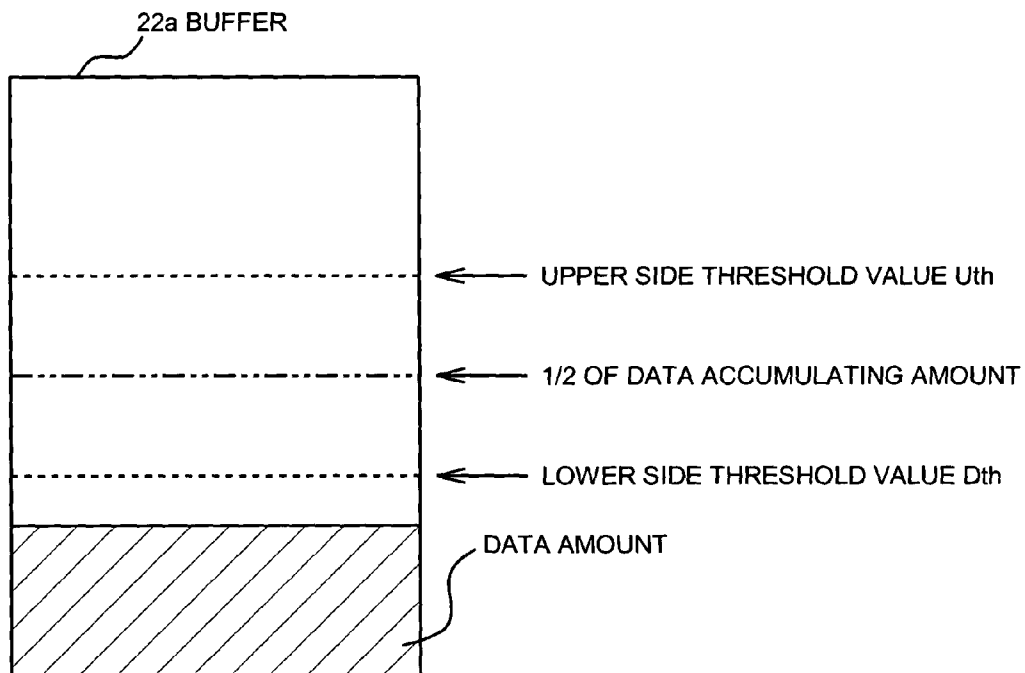 22a BUFFER
UPPER SIDE THRESHOLD VALUE Uth
1/2 OF DATA ACCUMULATING AMOUNT
LOWER SIDE THRESHOLD VALUE Dth
DATA AMOUNT